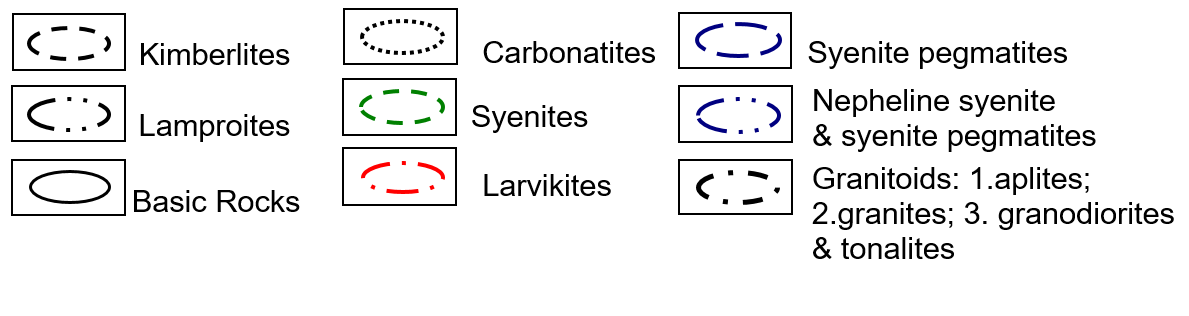 Kimberlites
Lamproites
Basic Rocks
Carbonatites
Syenites
Larvikites
Syenite pegmatites
Nepheline syenite
& syenite pegmatites
Granitoids: 1.aplites;
2.granites; 3. granodiorites
& tonalites